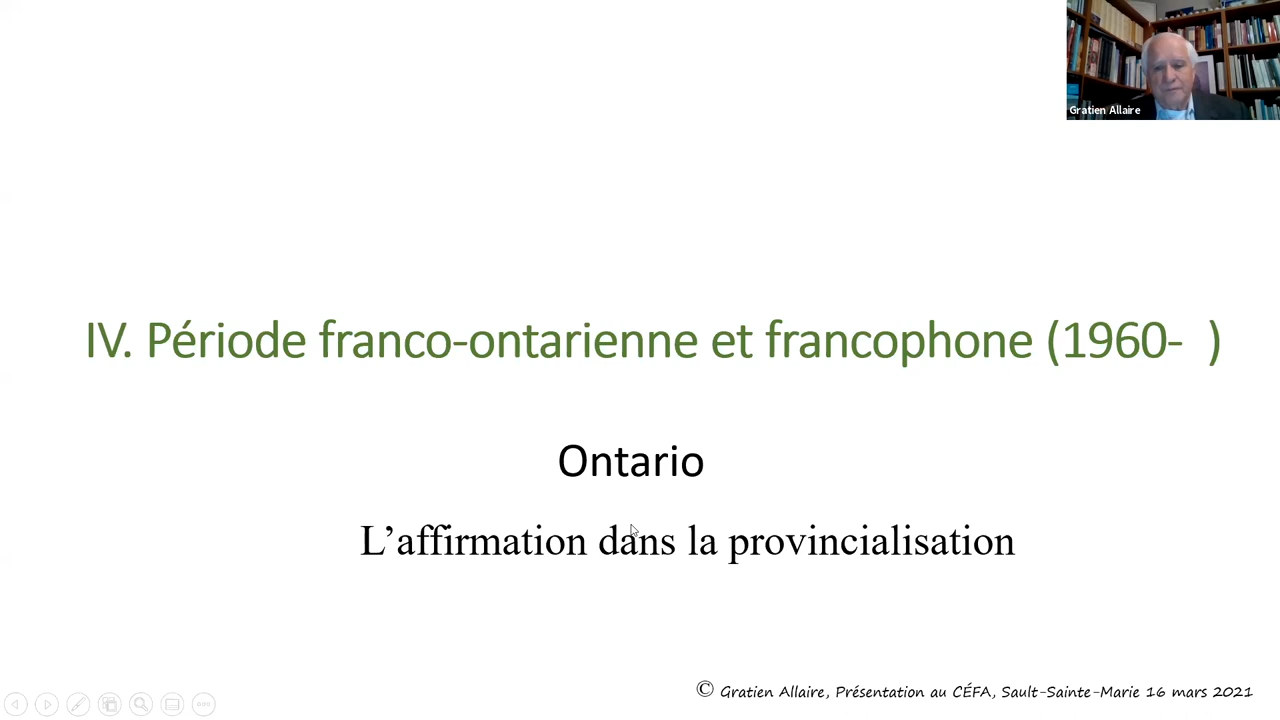 Gratien Allaire
IV. Période franco-ontarienne et francophone (1960-  )
Ontario
L’affirmation dans la provincialisation
© Gratien Allaire, Présentation au CÉFA, Sault-Sainte-Marie 16 mars 2021